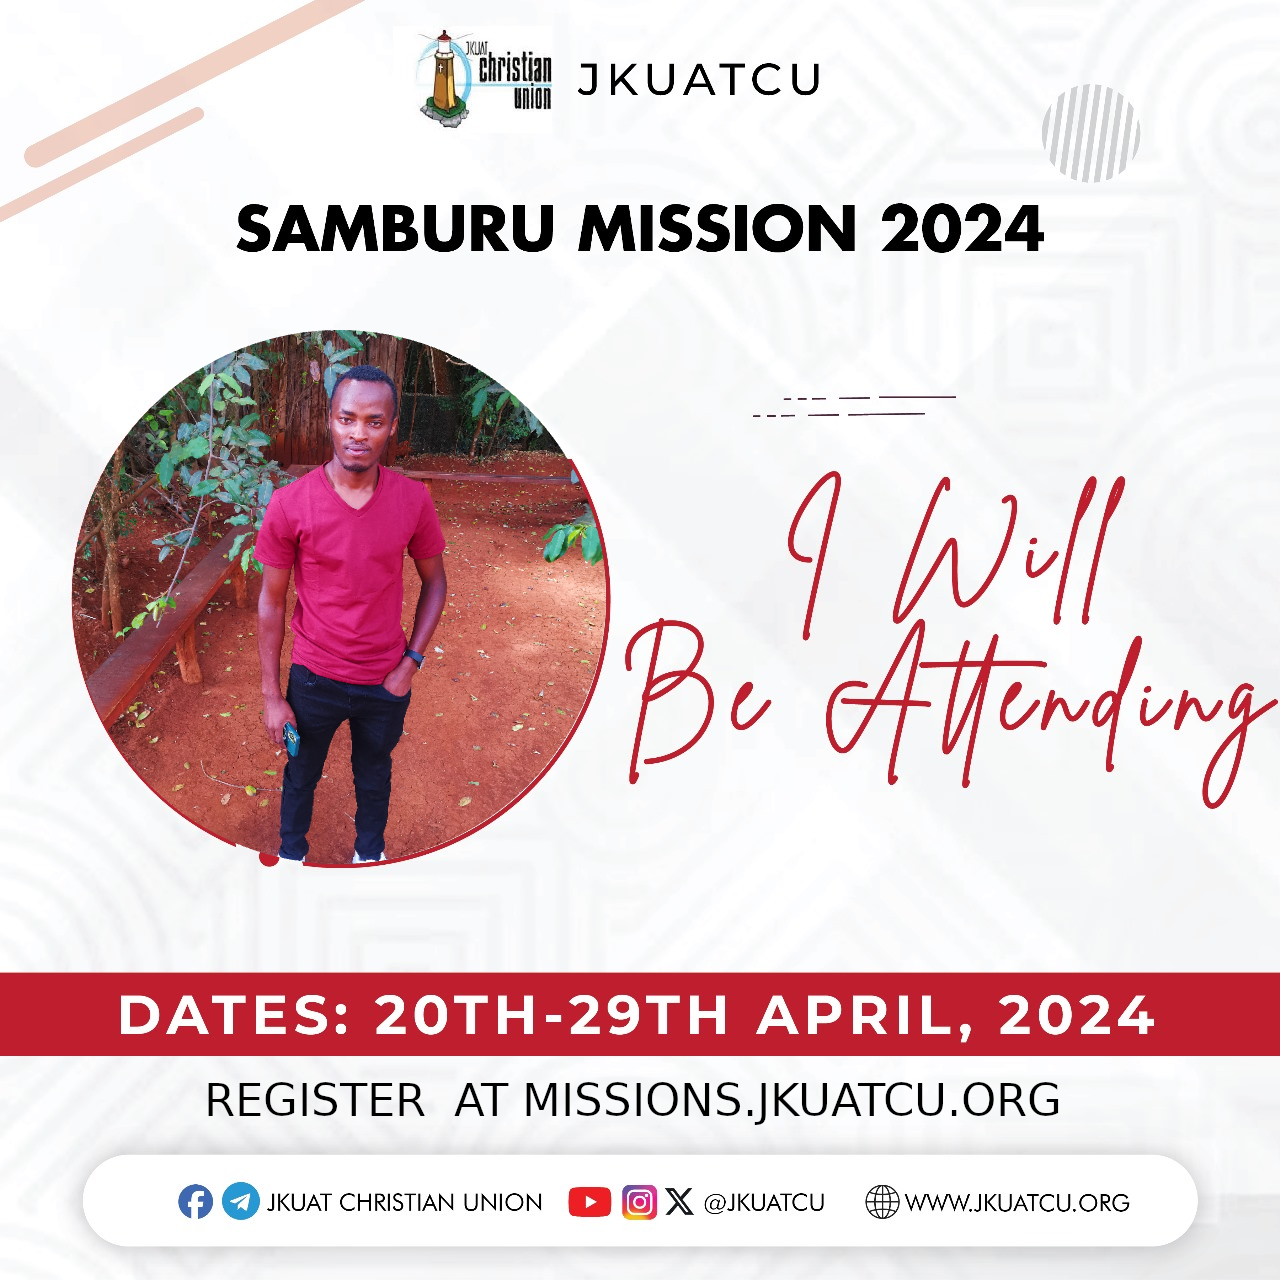 JKUAT
christian
union
JKUATCU
SAMBURU MISSION 2024
I Will
Be Attending
DATES: 20TH-29TH APRIL, 2024
REGISTER AT MISSIONS.JKUATCU.ORG
JKUAT CHRISTIAN UNION @JKUATCU WWW.JKUATCU.ORG